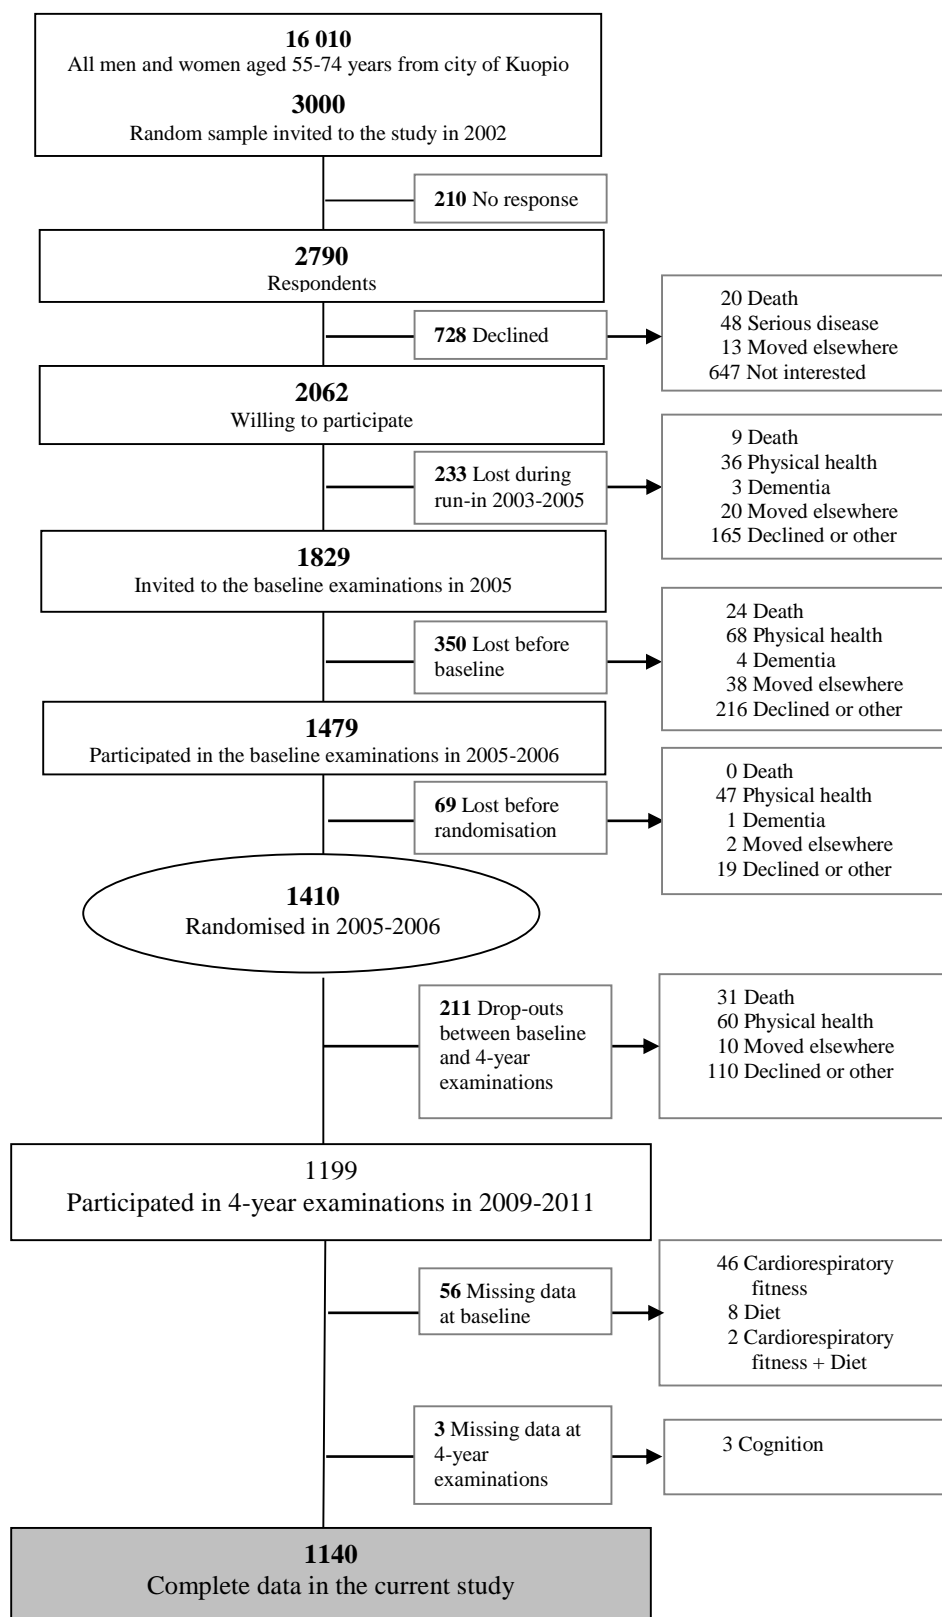 16 010
All men and women aged 55-74 years from city of Kuopio
3000
Random sample invited to the study in 2002
210 No response
2790
Respondents
728 Declined
20 Death
48 Serious disease
13 Moved elsewhere
647 Not interested
2062
Willing to participate
233 Lost during
run-in 2003-2005
9 Death
36 Physical health
3 Dementia
20 Moved elsewhere
165 Declined or other
1829
Invited to the baseline examinations in 2005
350 Lost before
baseline
24 Death
68 Physical health
4 Dementia
38 Moved elsewhere
216 Declined or other
1479
Participated in the baseline examinations in 2005-2006
69 Lost before
randomisation
0 Death
47 Physical health
1 Dementia
2 Moved elsewhere
19 Declined or other
1410
Randomised in 2005-2006
211 Drop-outs
between baseline
and 4-year
examinations
31 Death
60 Physical health
10 Moved elsewhere
110 Declined or other
1199
Participated in 4-year examinations in 2009-2011
56 Missing data
at baseline
46 Cardiorespiratory
fitness
8 Diet
2 Cardiorespiratory
fitness + Diet
3 Missing data at
4-year
examinations
3 Cognition
1140
Complete data in the current study